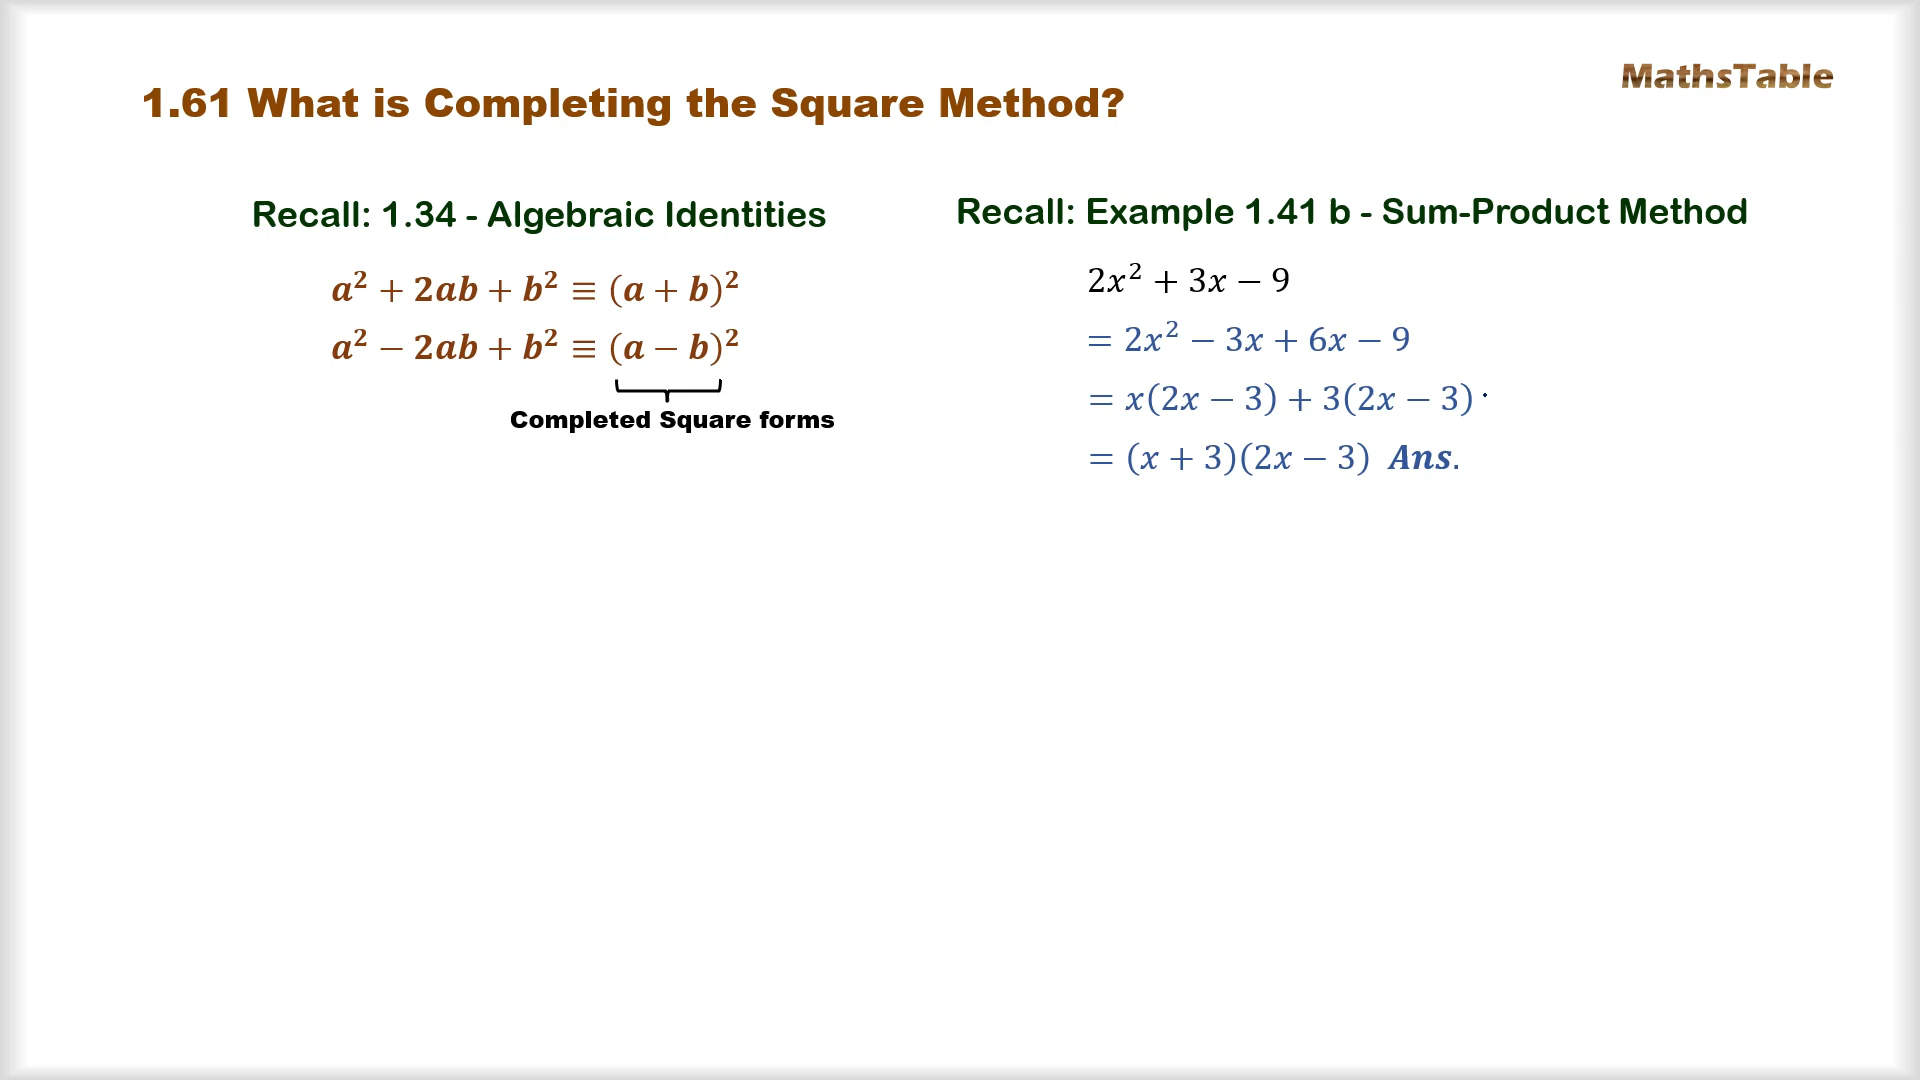 MathsTable
1.61 What is Completing the Square Method?
Recall: 1.34 - Algebraic Identities
a² + 2ab + b² ≡ (a + b)²
a² − 2ab + b² ≡ (a − b)²
Completed Square forms
Recall: Example 1.41 b - Sum-Product Method
2x² + 3x − 9
= 2x² − 3x + 6x − 9
= x(2x − 3) + 3(2x − 3)
= (x + 3)(2x − 3) Ans.